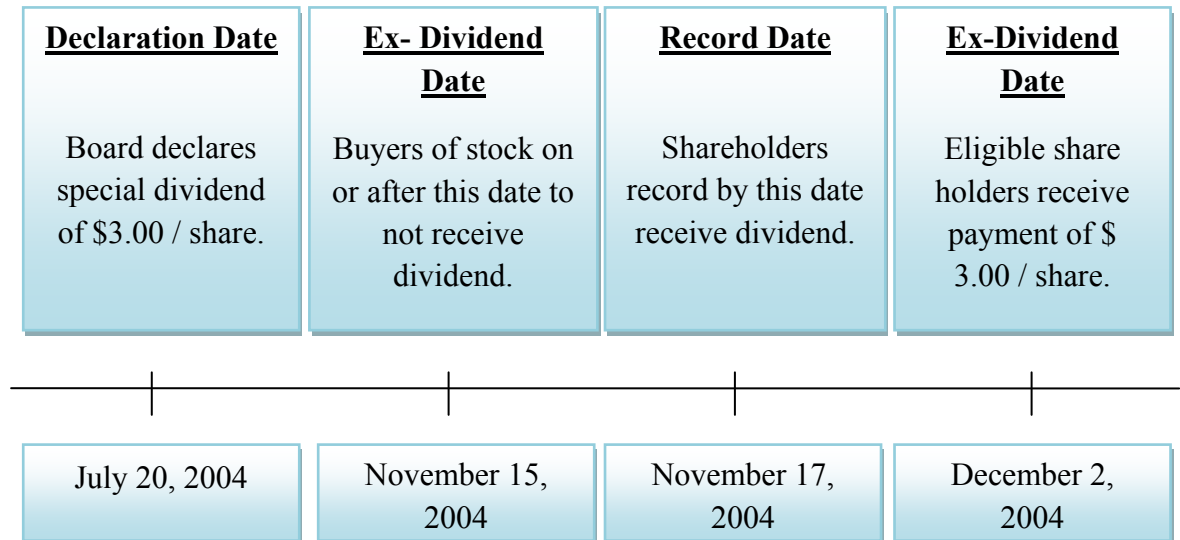 Declaration Date
Board declares
special dividend
of $3.00 / share.
Ex- Dividend
Date
Buyers of stock on
or after this date to
not receive
dividend.
Record Date
Shareholders
record by this date
receive dividend.
Ex-Dividend
Date
Eligible share
holders receive
payment of $
3.00 / share.
July 20, 2004
November 15,
2004
November 17,
2004
December 2,
2004